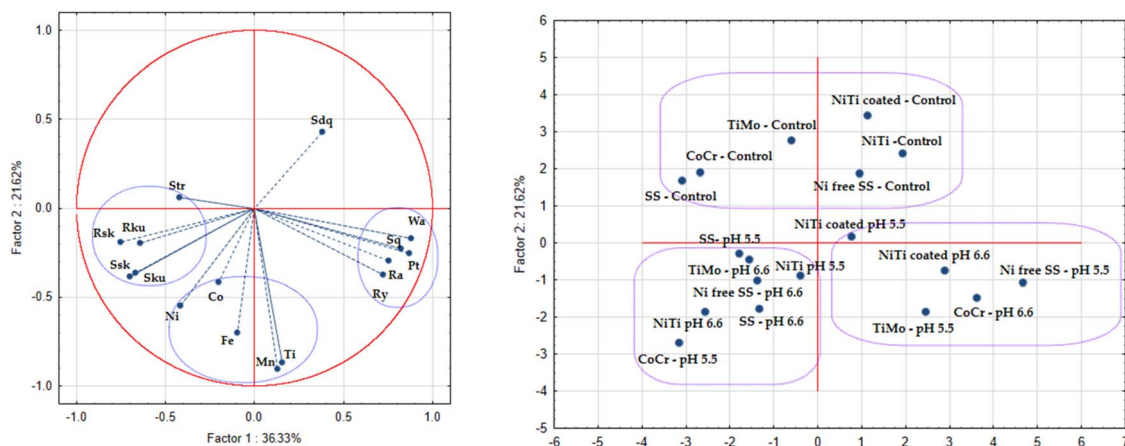 1.0
0.5
0.0
-0.5
-1.0
Factor 2 : 21.62%
Sdq
Str
Rsk
Rku
Wa
Sq
Pt
Ssk
Sku
Ra
Ry
Co
Ni
Fe
Mn
Ti
-1.0 -0.5 0.0 0.5 1.0
Factor 1 : 36.33%
6
5
4
3
2
1
0
-1
-2
-3
-4
-5
Factor 2: 21.62%
NiTi coated - Control
TiMo - Control
NiTi -Control
CoCr - Control
SS - Control
Ni free SS - Control
NiTi coated pH 5.5
SS- pH 5.5
NiTi coated pH 6.6
TiMo - pH 6.6
NiTi pH 5.5
Ni free SS - pH 5.5
Ni free SS - pH 6.6
NiTi pH 6.6
SS - pH 6.6
CoCr - pH 6.6
TiMo - pH 5.5
CoCr - pH 5.5
-6 -5 -4 -3 -2 -1 0 1 2 3 4 5 6 7